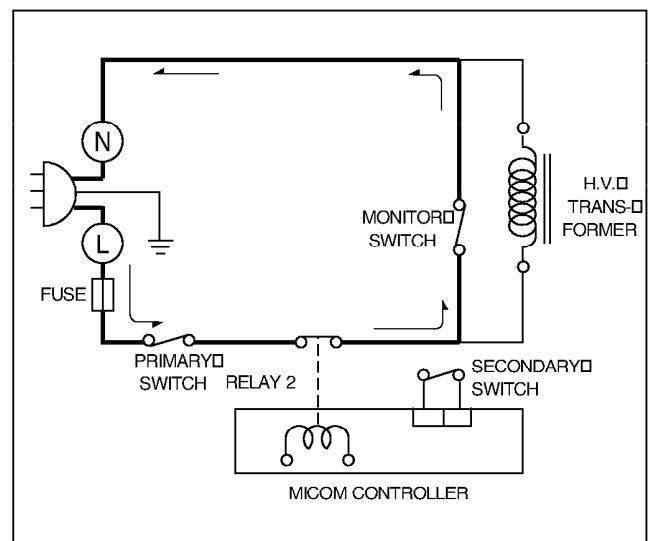 N
MONITOR□
SWITCH
H.V.□
TRANS-□
FORMER
L
FUSE
PRIMARY□
SWITCH
RELAY 2
SECONDARY□
SWITCH
MICOM CONTROLLER